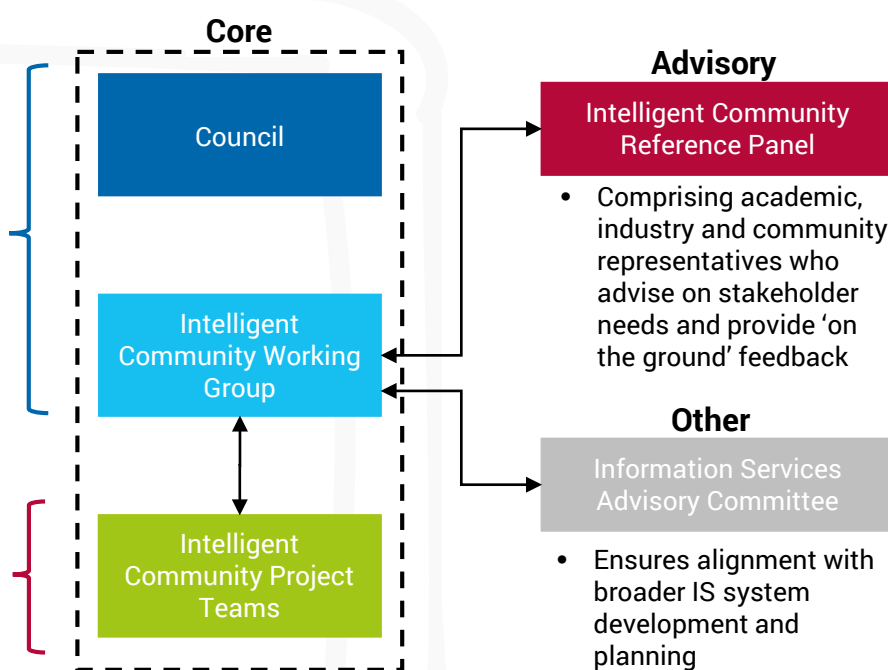 Core
Council
Intelligent
Community Working
Group
Intelligent
Community Project
Teams
Advisory
Intelligent Community
Reference Panel
• Comprising academic,
industry and community
representatives who
advise on stakeholder
needs and provide ‘on
the ground’ feedback
Other
Information Services
Advisory Committee
• Ensures alignment with
broader IS system
development and
planning